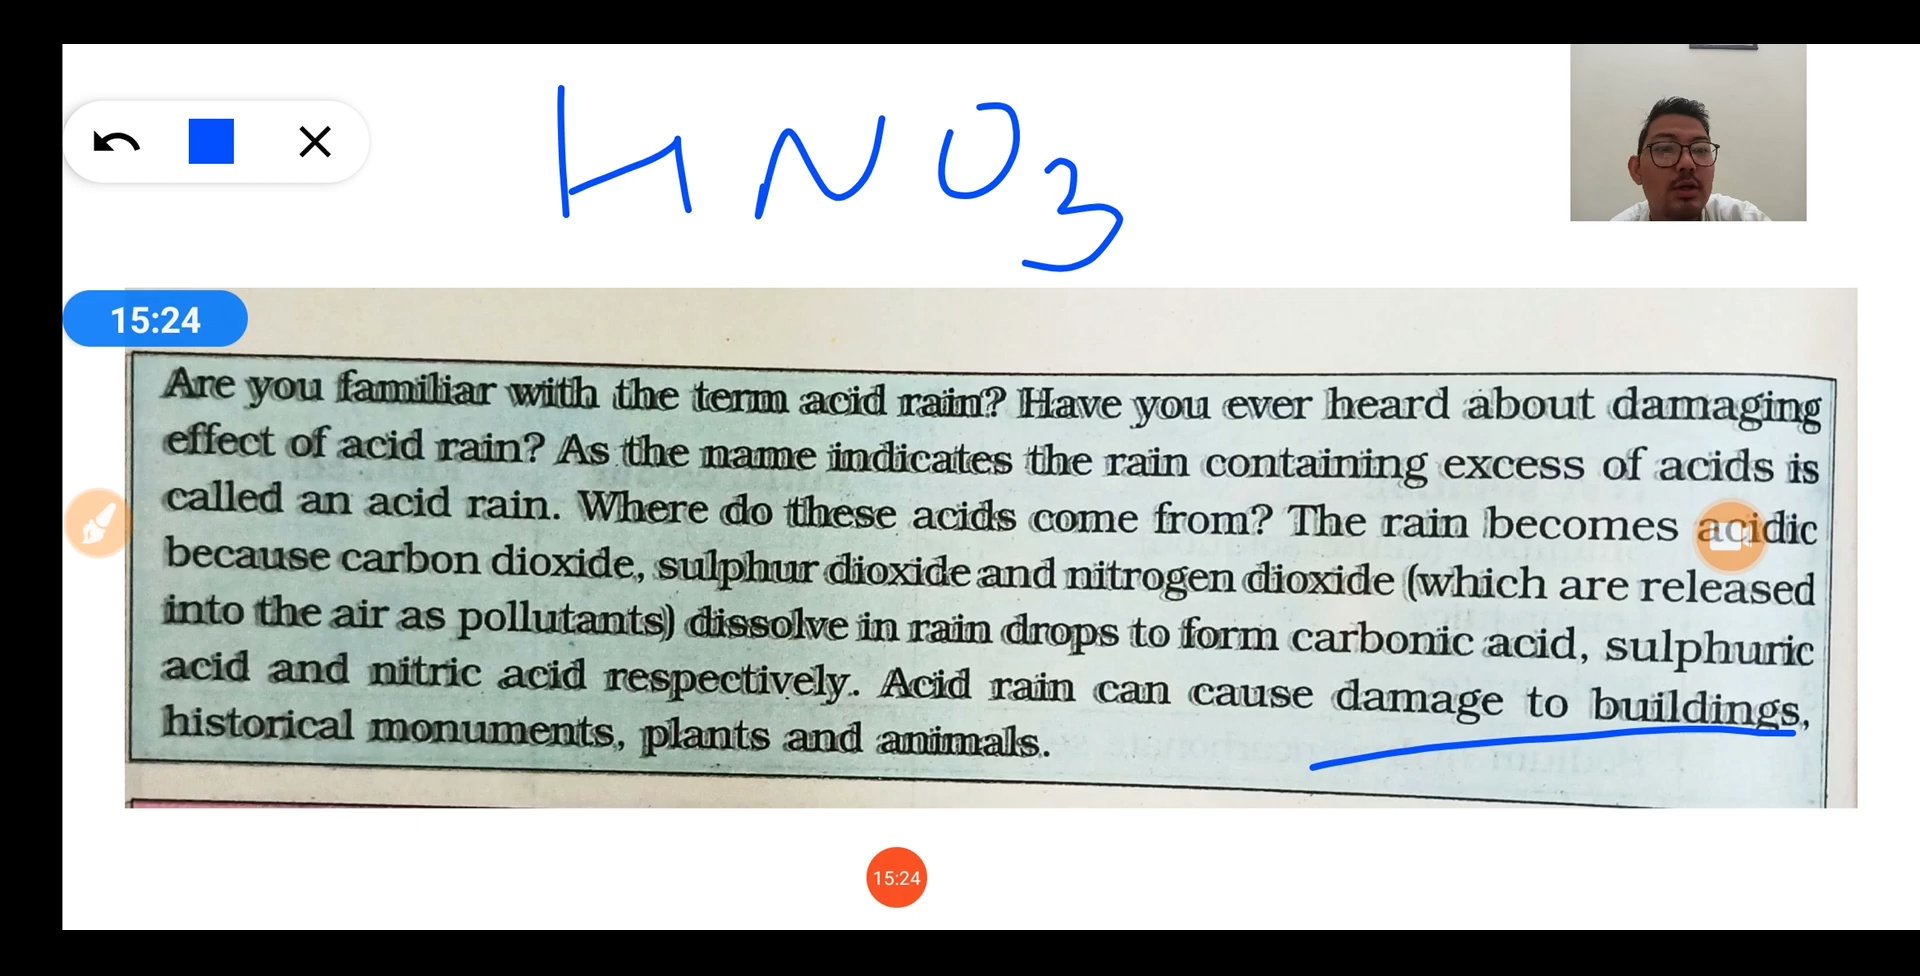 HNO3
15:24
Are you familiar with the term acid rain? Have you ever heard about damaging
effect of acid rain? As the name indicates the rain containing excess of acids is
called an acid rain. Where do these acids come from? The rain becomes acidic
because carbon dioxide, sulphur dioxide and nitrogen dioxide (which are released
into the air as pollutants) dissolve in rain drops to form carbonic acid, sulphuric
acid and nitric acid respectively. Acid rain can cause damage to buildings,
historical monuments, plants and animals.
15:24